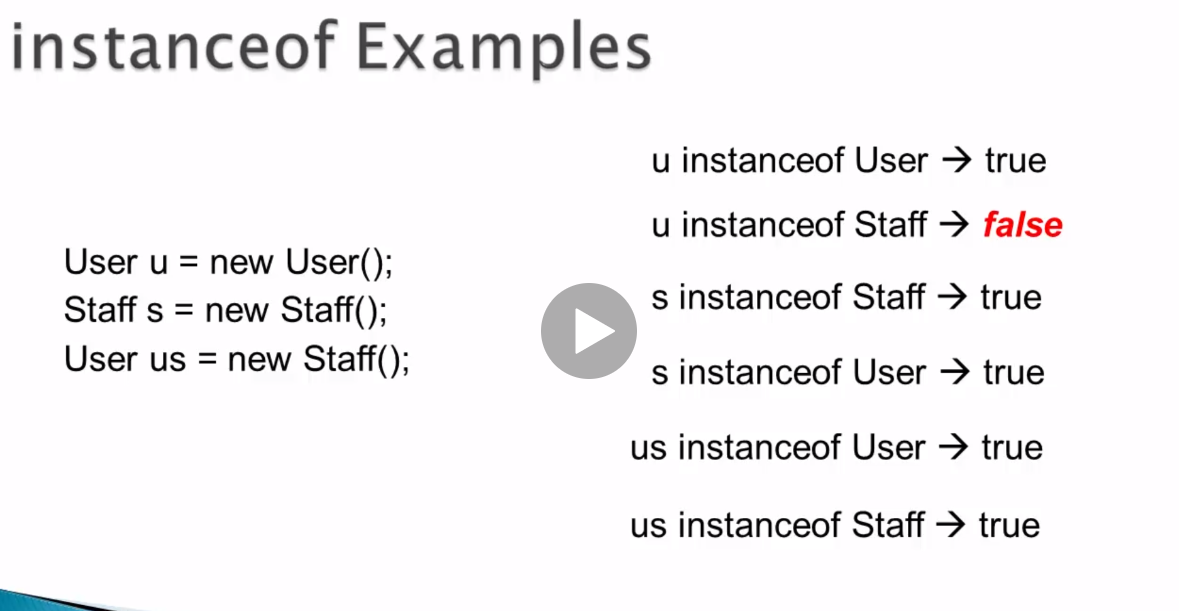 instanceof Examples
User u = new User();
Staff s = new Staff();
User us = new Staff();
u instanceof User → true
u instanceof Staff → false
s instanceof Staff → true
s instanceof User → true
us instanceof User → true
us instanceof Staff → true